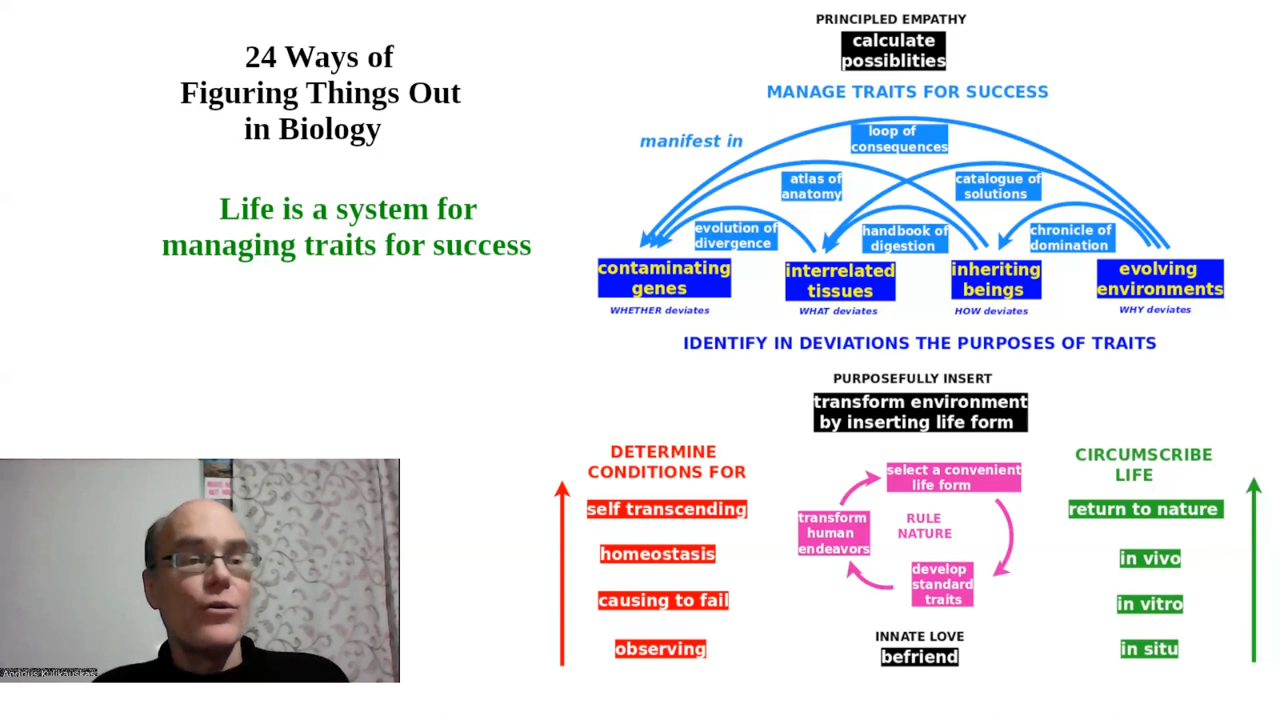 24 Ways of
Figuring Things Out
in Biology
Life is a system for
managing traits for success
PRINCIPLED EMPATHY
calculate
possiblities
MANAGE TRAITS FOR SUCCESS
manifest in
loop of
consequences
atlas of
anatomy
catalogue of
solutions
evolution of
divergence
handbook of
digestion
chronicle of
domination
contaminating
genes
interrelated
tissues
inheriting
beings
evolving
environments
WHETHER deviates
WHAT deviates
HOW deviates
WHY deviates
IDENTIFY IN DEVIATIONS THE PURPOSES OF TRAITS
PURPOSEFULLY INSERT
transform environment
by inserting life form
DETERMINE
CONDITIONS FOR
self transcending
homeostasis
causing to fail
observing
select a convenient
life form
RULE
NATURE
transform
human
endeavors
develop
standard
traits
INNATE LOVE
befriend
CIRCUMSCRIBE
LIFE
return to nature
in vivo
in vitro
in situ
Andrius Kulikauskas